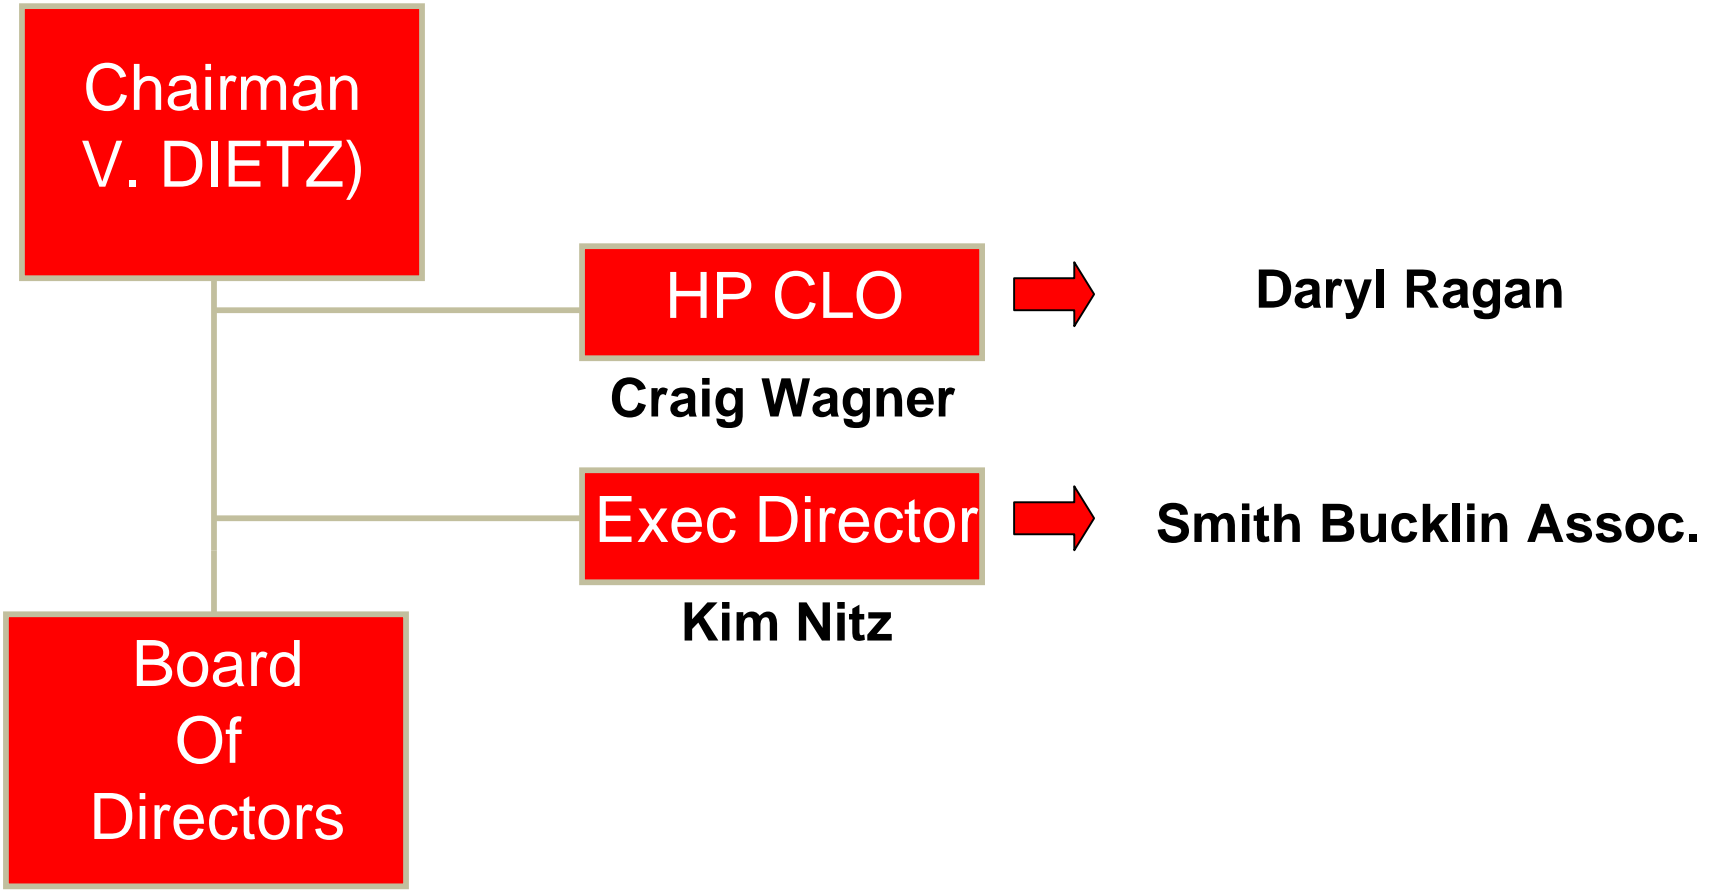 Chairman
V. DIETZ)
HP CLO
Daryl Ragan
Craig Wagner
Exec Director
Smith Bucklin Assoc.
Kim Nitz
Board
Of
Directors